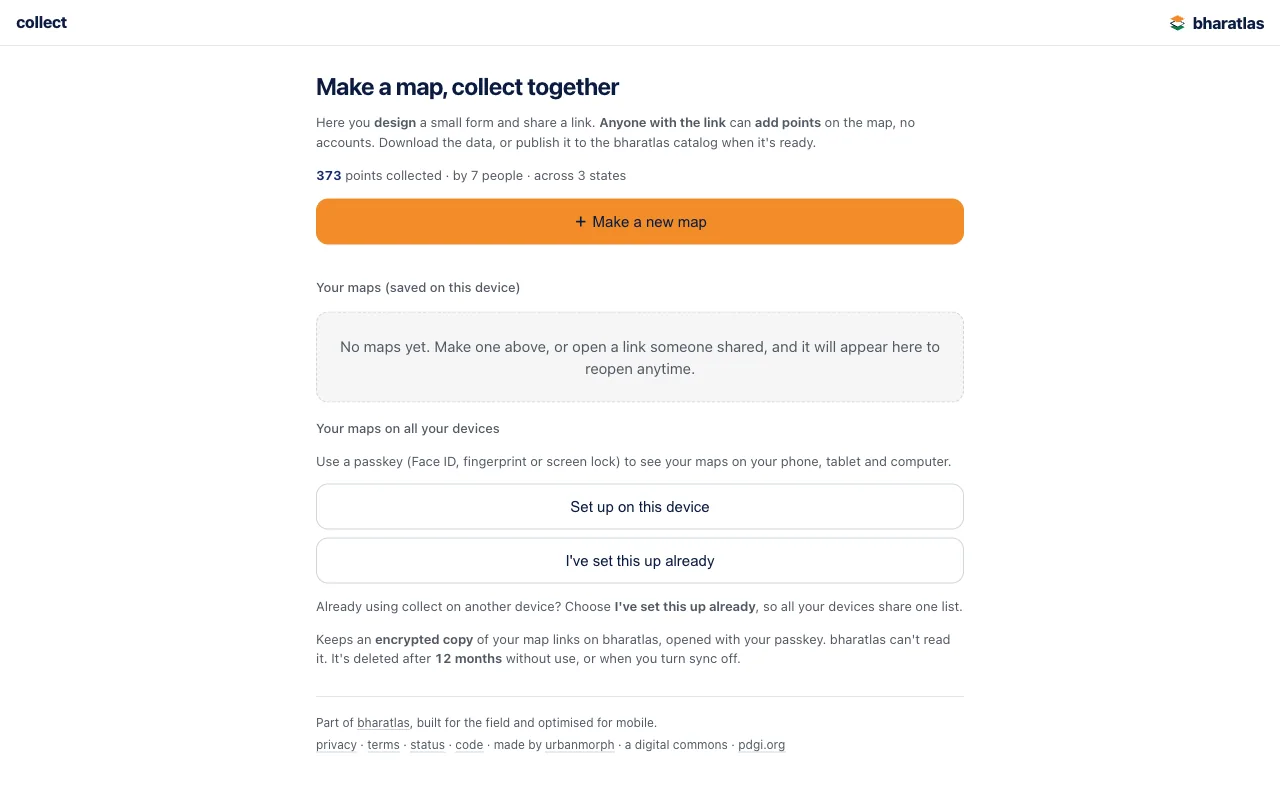 collect
bharatlas
Make a map, collect together
Here you design a small form and share a link. Anyone with the link can add points on the map, no
accounts. Download the data, or publish it to the bharatlas catalog when it's ready.
373 points collected · by 7 people · across 3 states
+ Make a new map
Your maps (saved on this device)
No maps yet. Make one above, or open a link someone shared, and it will appear here to
reopen anytime.
Your maps on all your devices
Use a passkey (Face ID, fingerprint or screen lock) to see your maps on your phone, tablet and computer.
Set up on this device
I've set this up already
Already using collect on another device? Choose I've set this up already, so all your devices share one list.
Keeps an encrypted copy of your map links on bharatlas, opened with your passkey. bharatlas can't read
it. It's deleted after 12 months without use, or when you turn sync off.
Part of bharatlas, built for the field and optimised for mobile.
privacy · terms · status · code · made by urbanmorph · a digital commons · pdgi.org